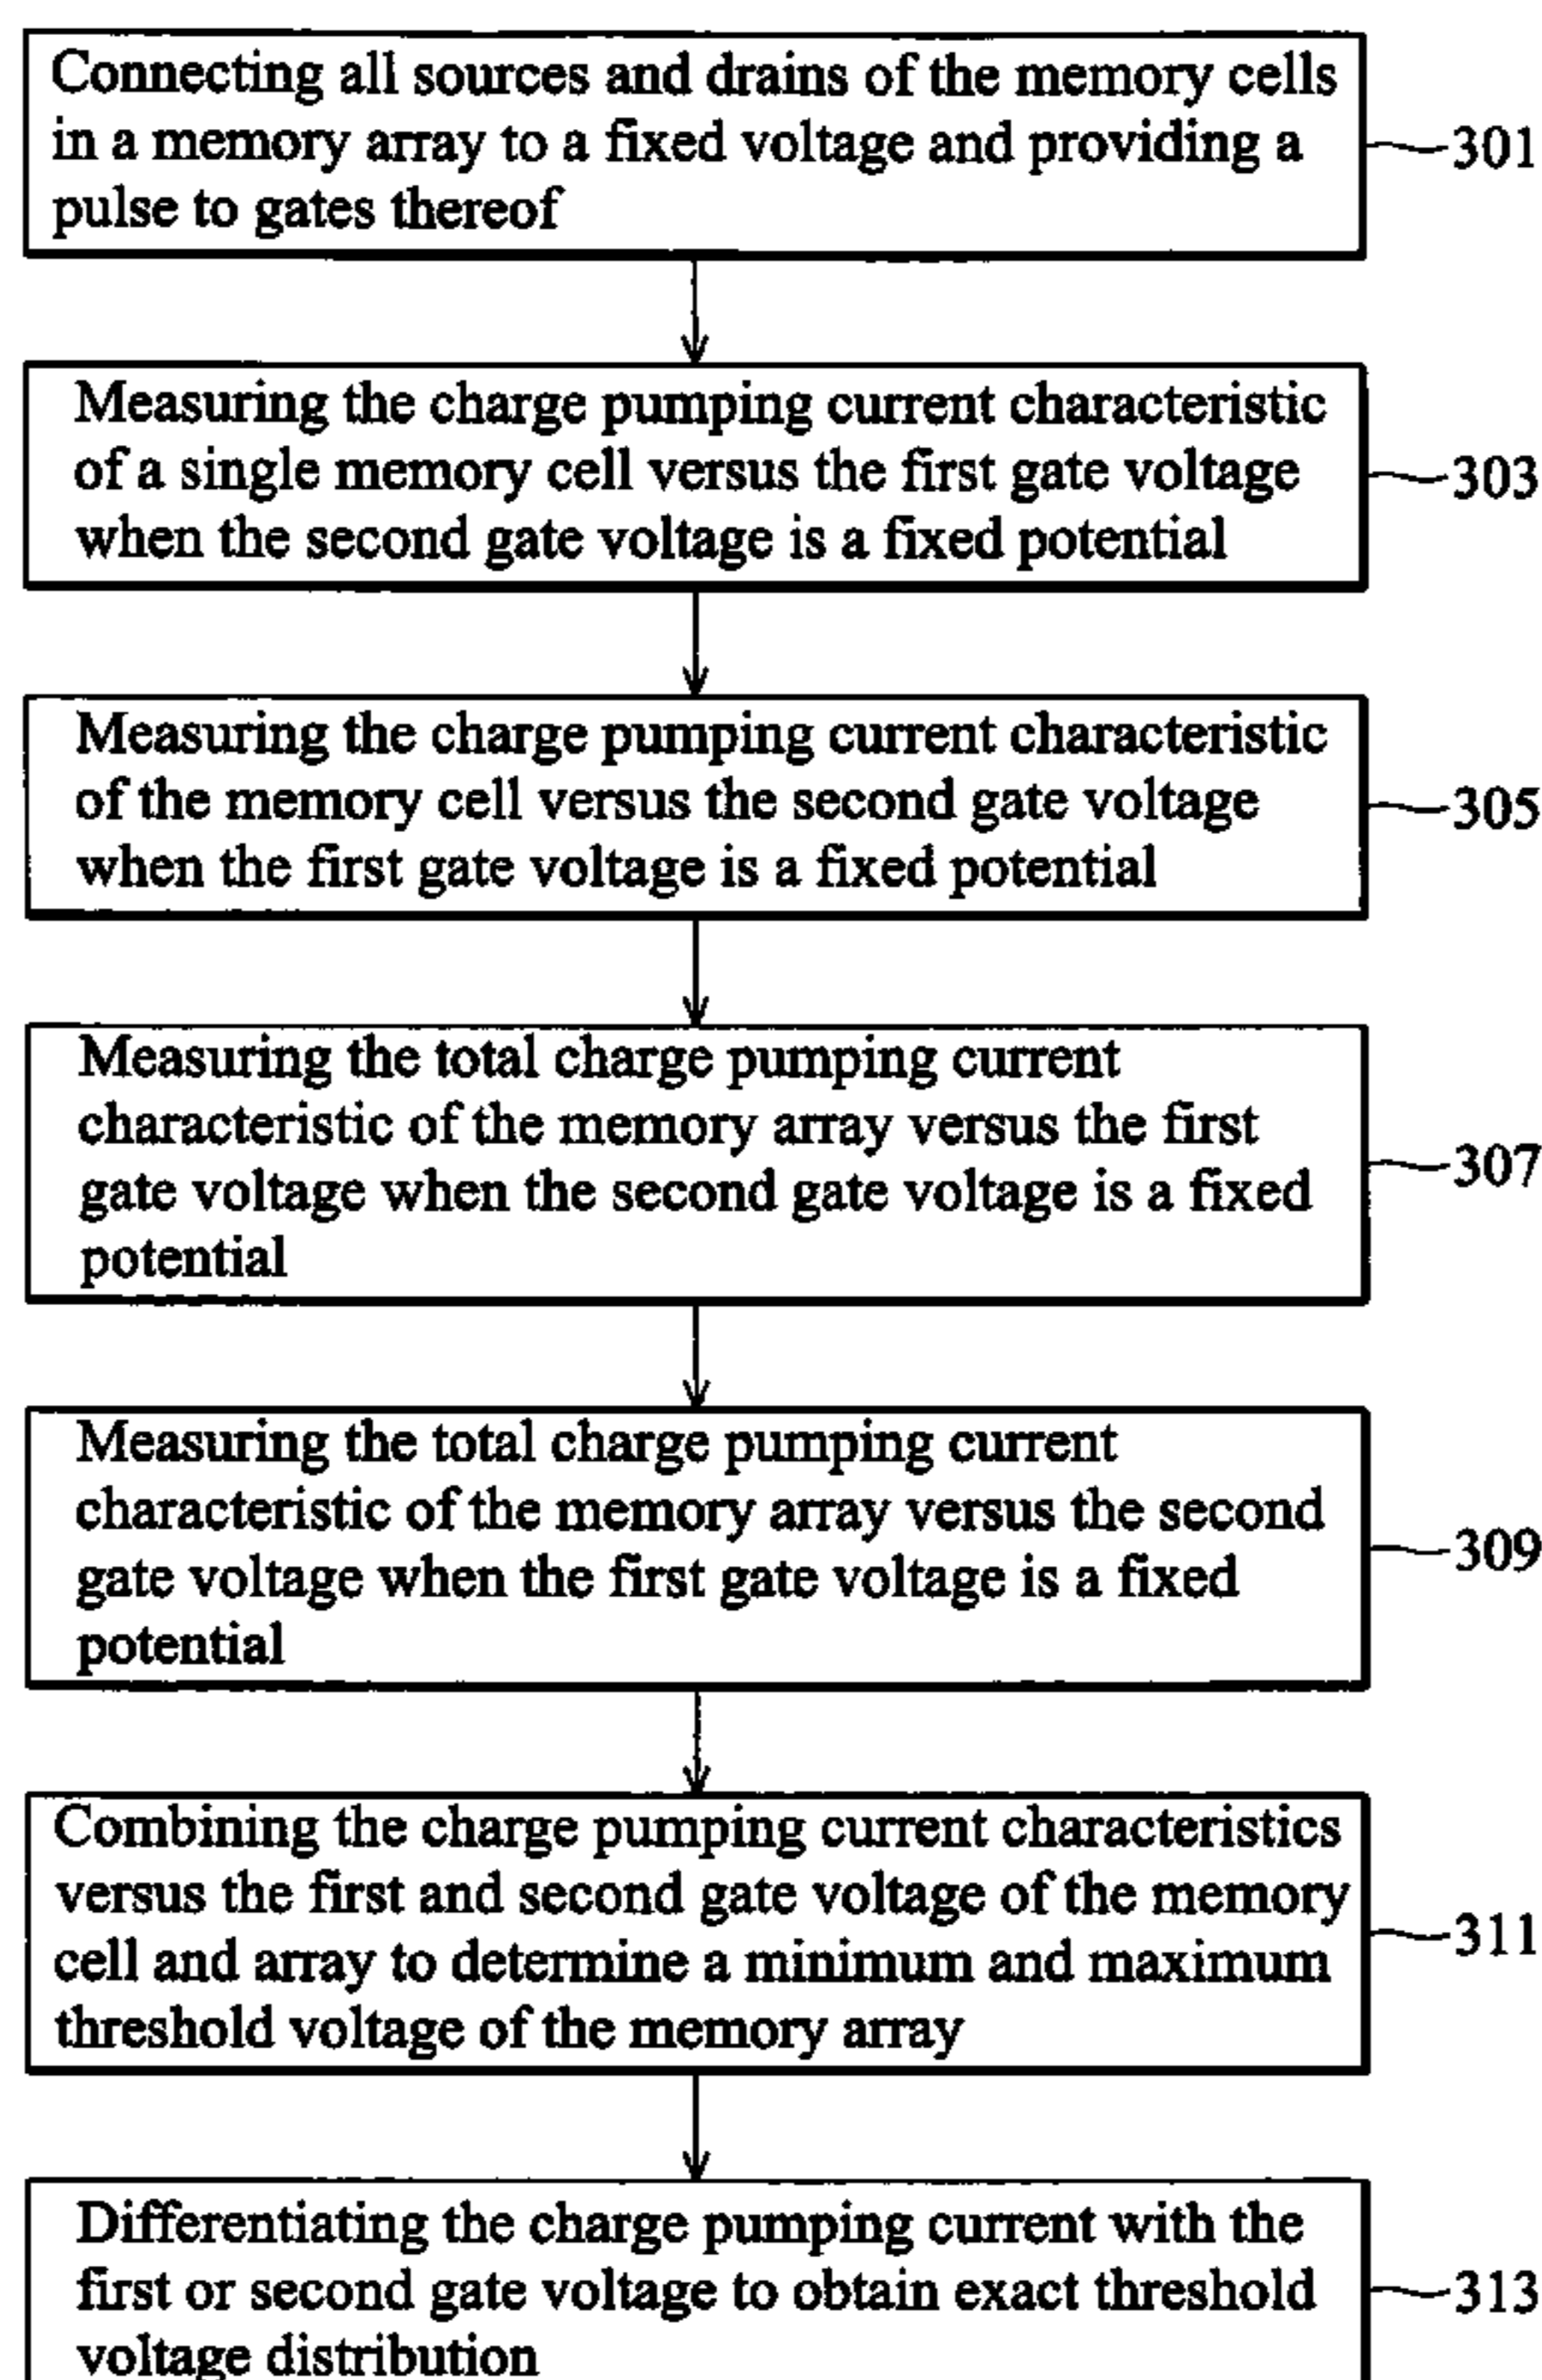 Connecting all sources and drains of the memory cells
in a memory array to a fixed voltage and providing a
pulse to gates thereof
301
Measuring the charge pumping current characteristic
of a single memory cell versus the first gate voltage
when the second gate voltage is a fixed potential
303
Measuring the charge pumping current characteristic
of the memory cell versus the second gate voltage
when the first gate voltage is a fixed potential
305
Measuring the total charge pumping current
characteristic of the memory array versus the first
gate voltage when the second gate voltage is a fixed
potential
307
Measuring the total charge pumping current
characteristic of the memory array versus the second
gate voltage when the first gate voltage is a fixed
potential
309
Combining the charge pumping current characteristics
versus the first and second gate voltage of the memory
cell and array to determine a minimum and maximum
threshold voltage of the memory array
311
Differentiating the charge pumping current with the
first or second gate voltage to obtain exact threshold
voltage distribution
313